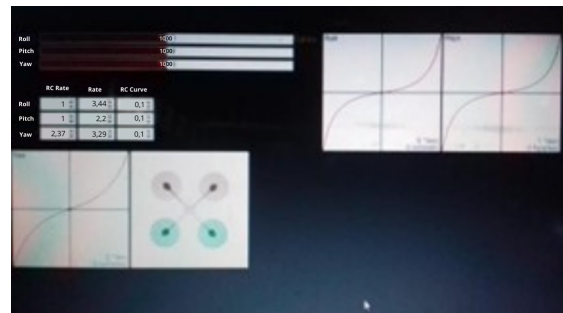 Roll 1000
Pitch 1000
Yaw 1000
RC Rate Rate RC Curve
Roll 1 3,44 0,1
Pitch 1 2,2 0,1
Yaw 2,37 3,29 0,1
Roll
Pitch